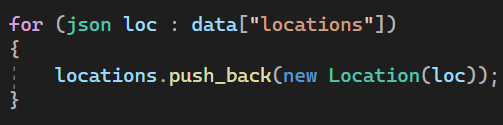 for (json loc : data["locations"])
{
    locations.push_back(new Location(loc));
}